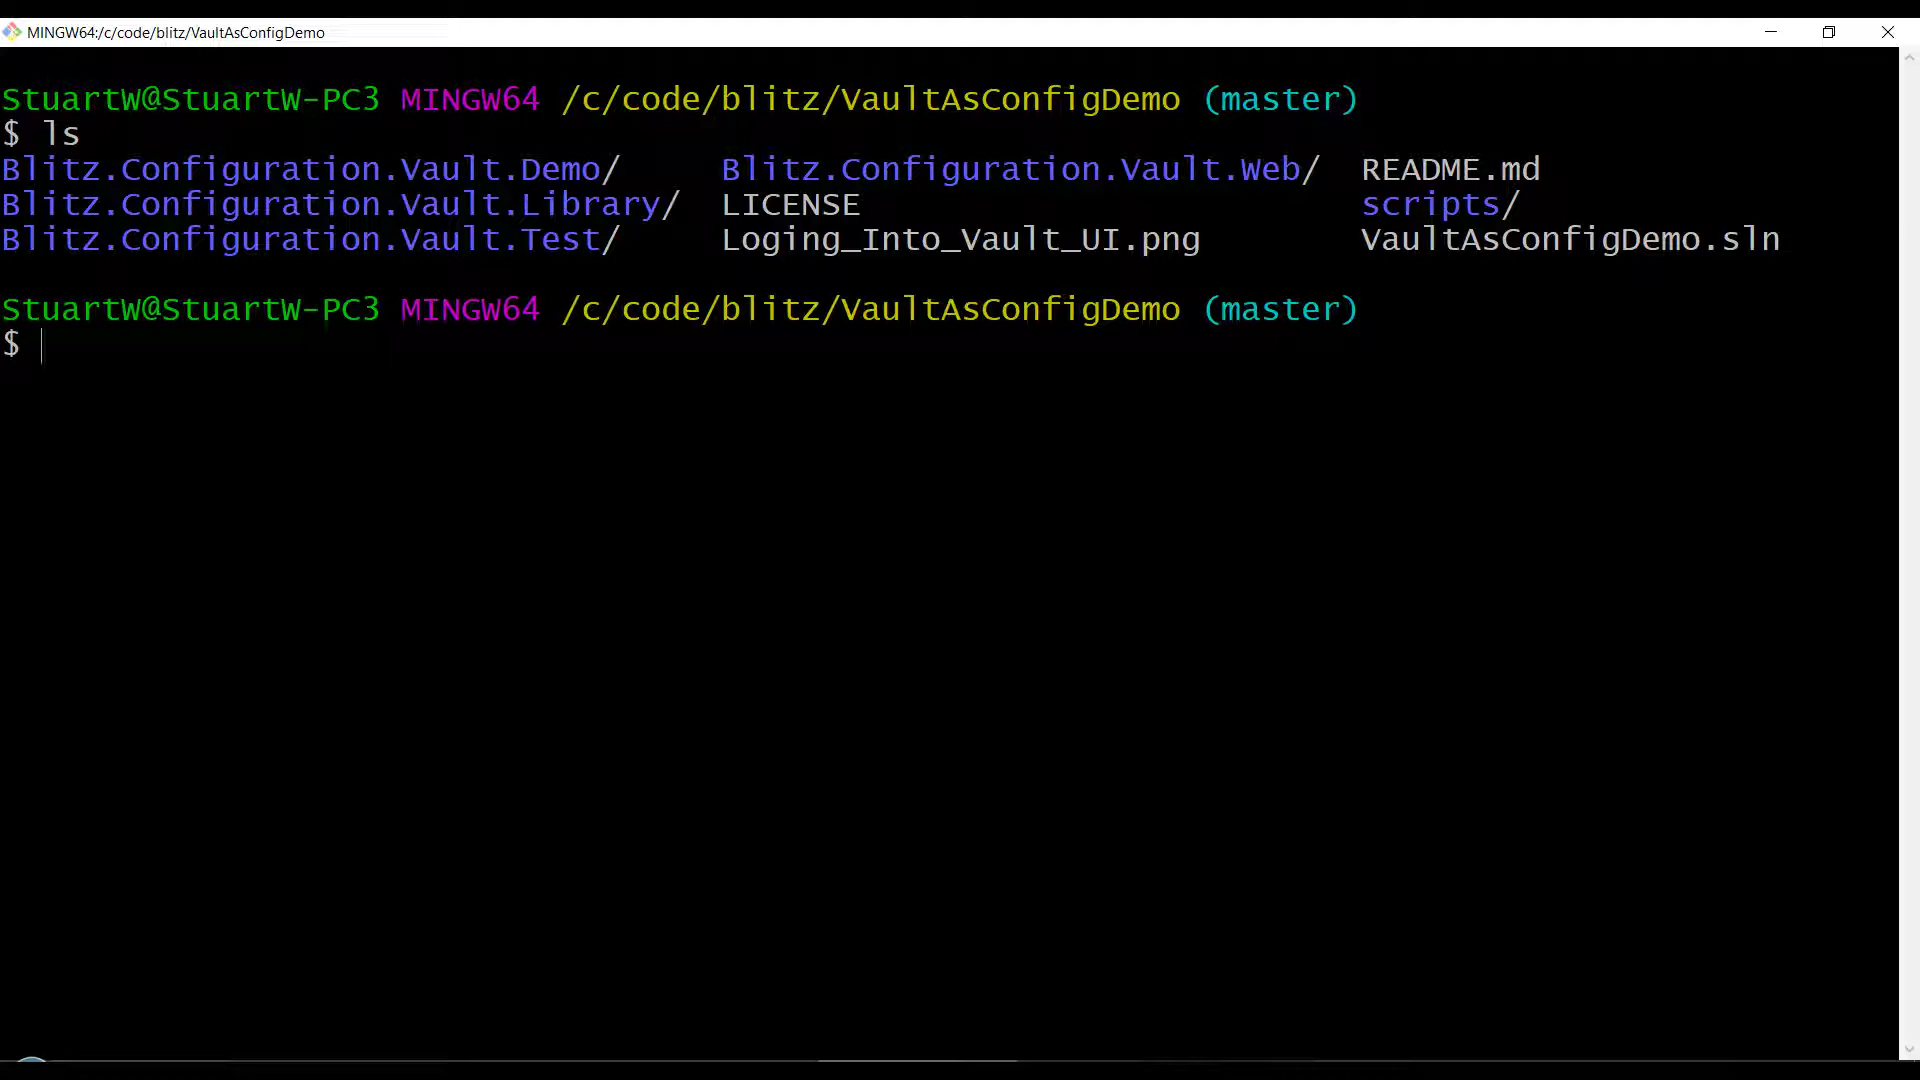 MINGW64:/c/code/blitz/VaultAsConfigDemo
StuartW@StuartW-PC3 MINGW64 /c/code/blitz/VaultAsConfigDemo (master)
$ ls
Blitz.Configuration.Vault.Demo/ Blitz.Configuration.Vault.Web/ README.md
Blitz.Configuration.Vault.Library/ LICENSE scripts/
Blitz.Configuration.Vault.Test/ Loging_Into_Vault_UI.png VaultAsConfigDemo.sln
StuartW@StuartW-PC3 MINGW64 /c/code/blitz/VaultAsConfigDemo (master)
$